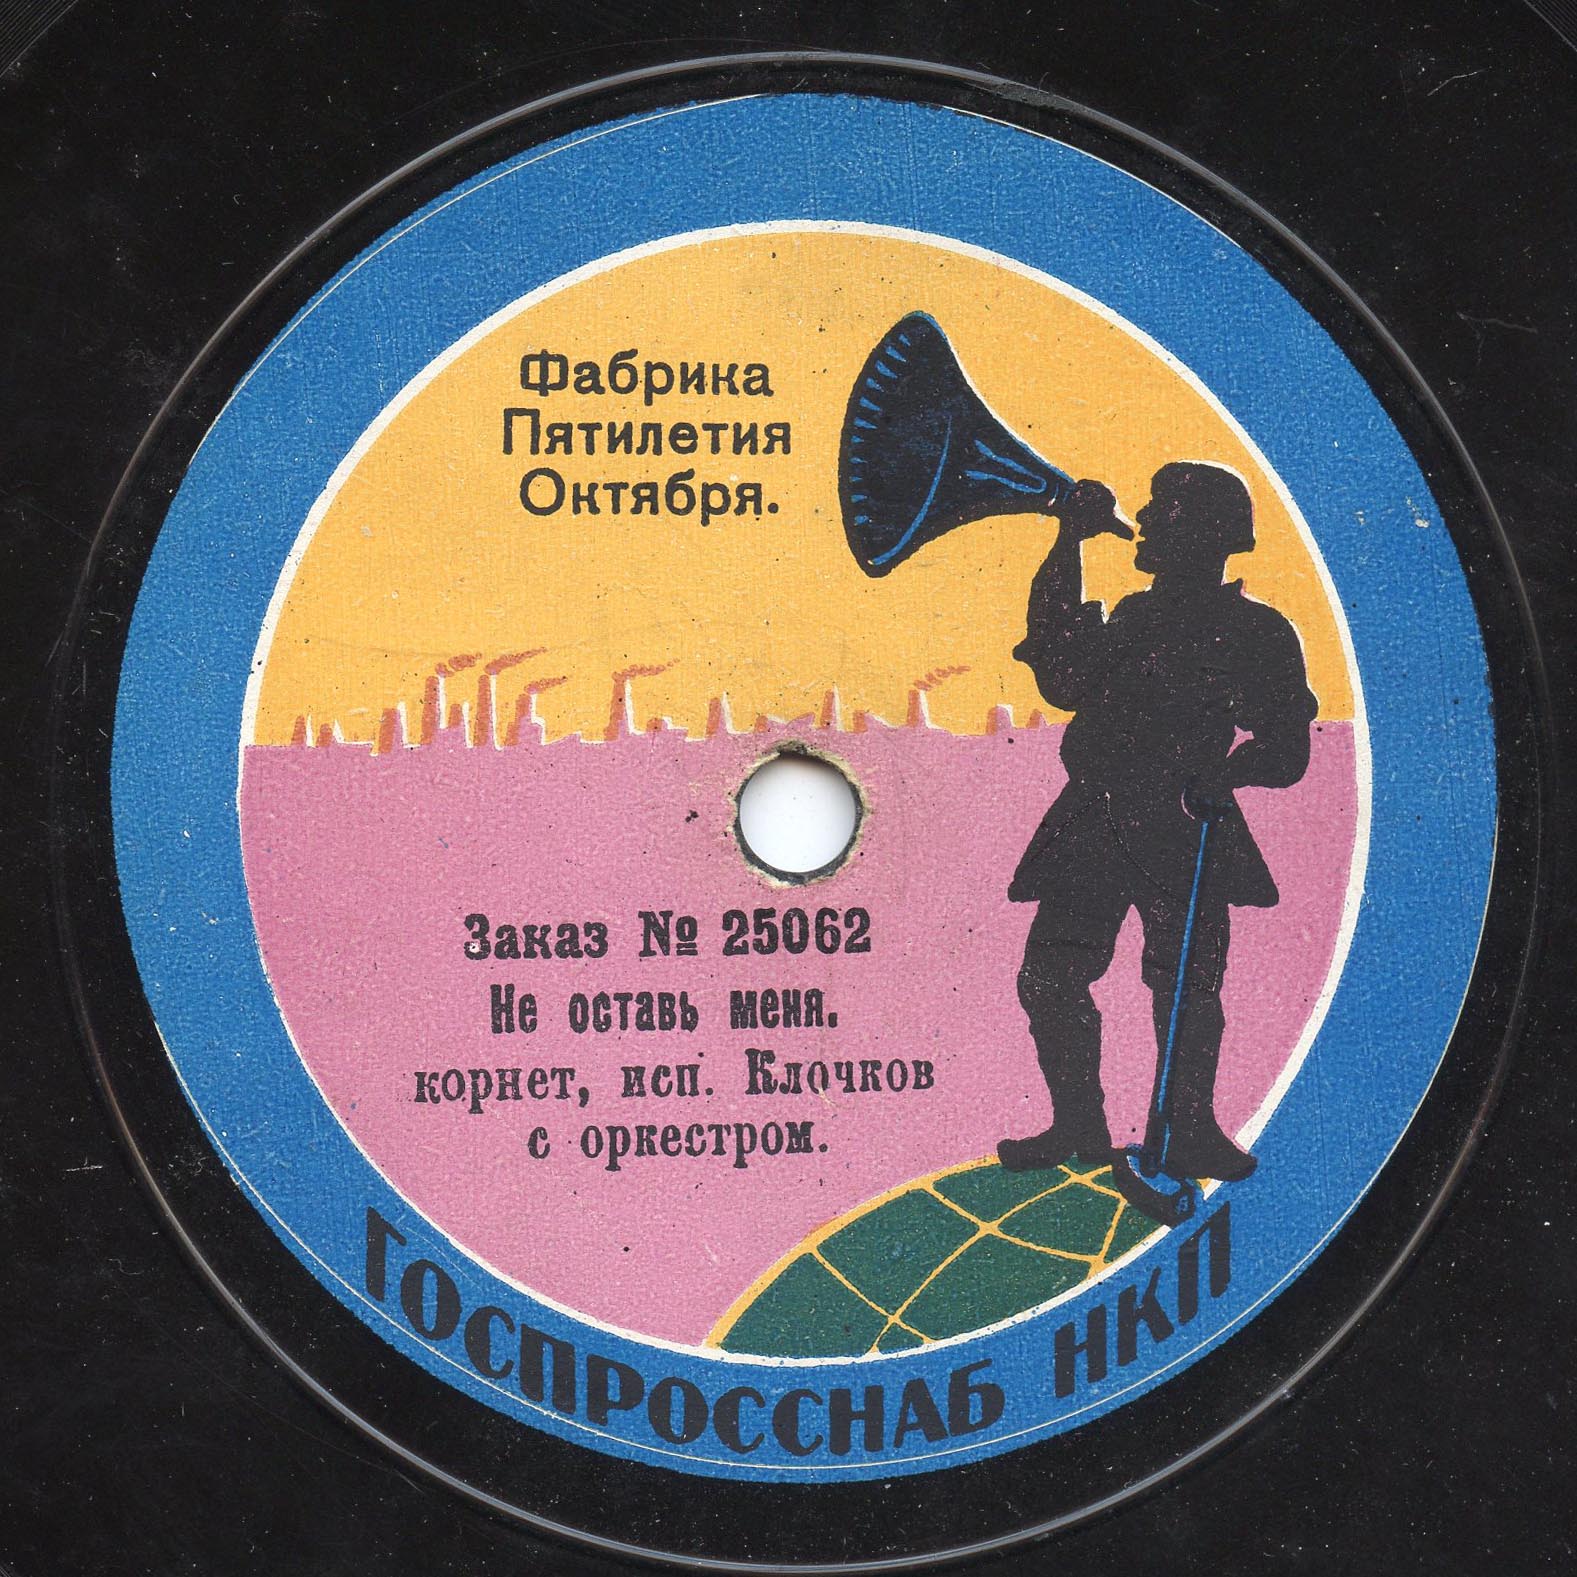 Фабрика
Пятилетия
Октября.
Заказ № 25062
Не оставь меня.
корнет, исп. Клочков
с оркестром.
ГОСПРОССНАБ НКП